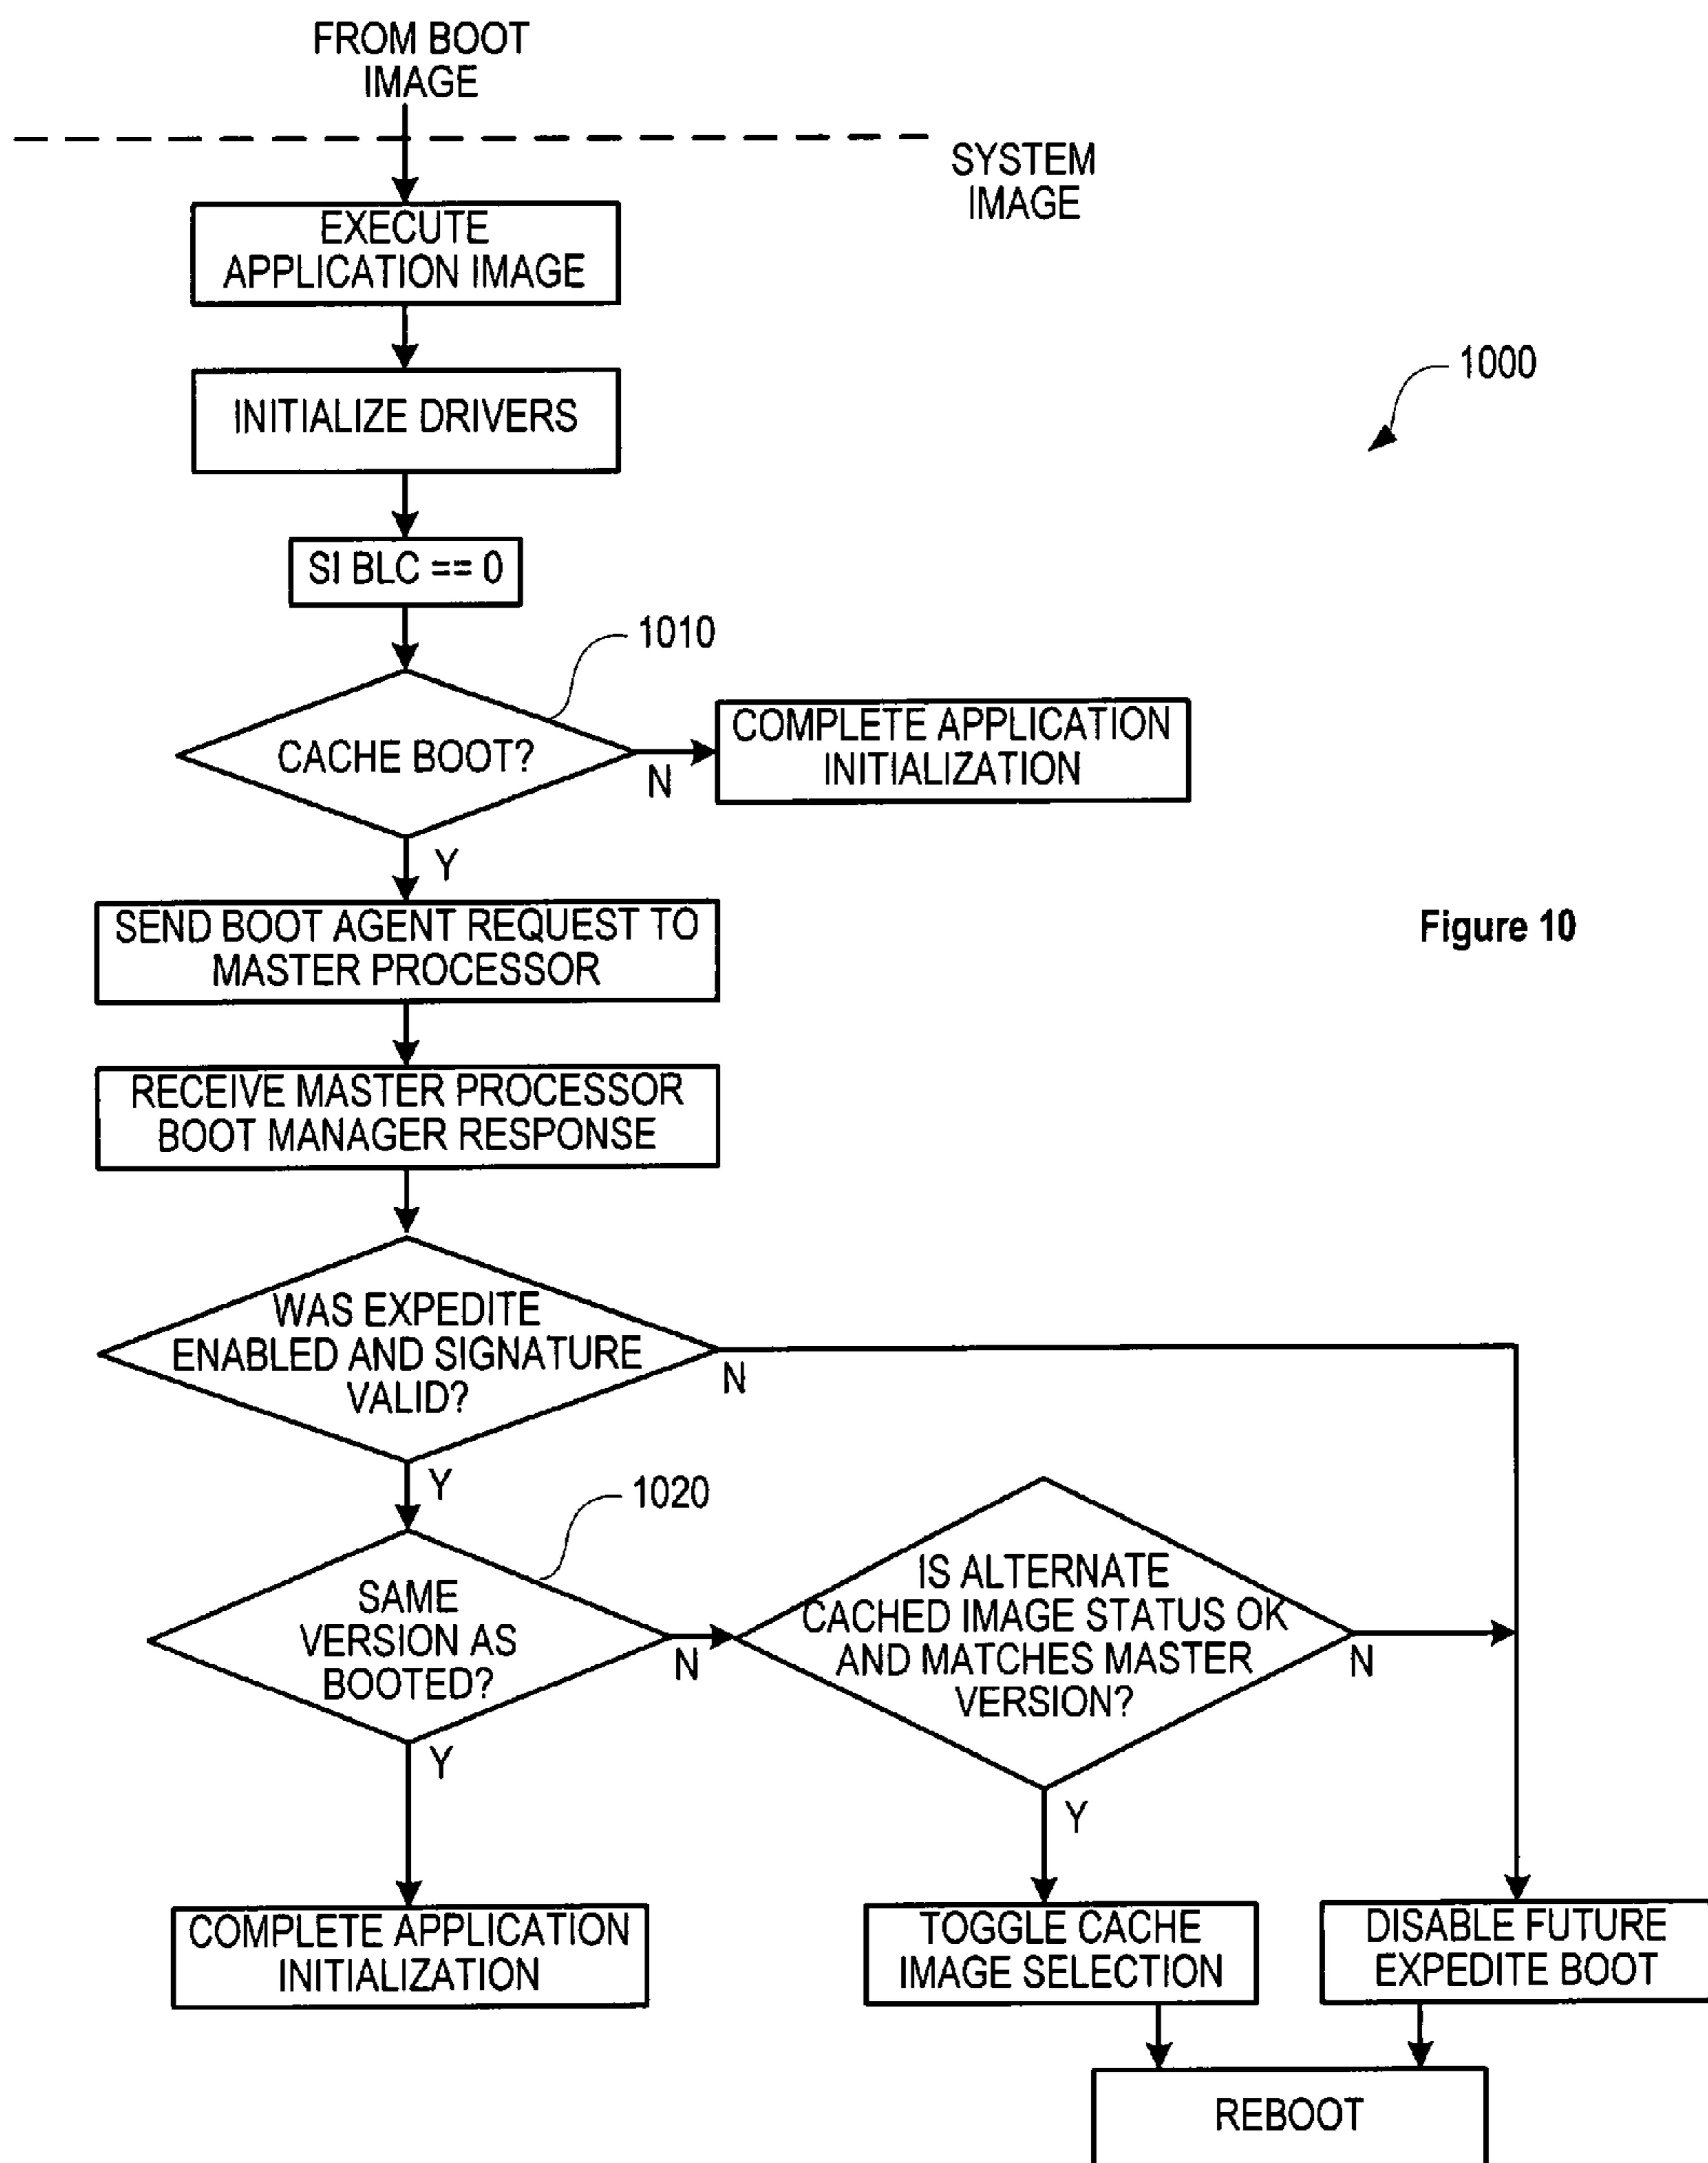 FROM BOOT
IMAGE
SYSTEM
IMAGE
EXECUTE
APPLICATION IMAGE
1000
INITIALIZE DRIVERS
SI BLC == 0
1010
CACHE BOOT?
N
COMPLETE APPLICATION
INITIALIZATION
Y
SEND BOOT AGENT REQUEST TO
MASTER PROCESSOR
Figure 10
RECEIVE MASTER PROCESSOR
BOOT MANAGER RESPONSE
WAS EXPEDITE
ENABLED AND SIGNATURE
VALID?
N
Y
1020
SAME
VERSION AS
BOOTED?
N
IS ALTERNATE
CACHED IMAGE STATUS OK
AND MATCHES MASTER
VERSION?
N
Y
Y
COMPLETE APPLICATION
INITIALIZATION
TOGGLE CACHE
IMAGE SELECTION
DISABLE FUTURE
EXPEDITE BOOT
REBOOT